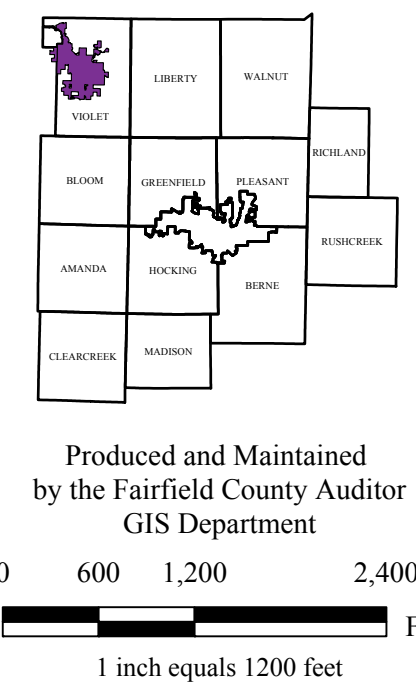 LIBERTY
WALNUT
VIOLET
RICHLAND
BLOOM
GREENFIELD
PLEASANT
RUSHCREEK
AMANDA
HOCKING
BERNE
CLEARCREEK
MADISON
Produced and Maintained
by the Fairfield County Auditor
GIS Department
0 600 1,200 2,400
F
1 inch equals 1200 feet